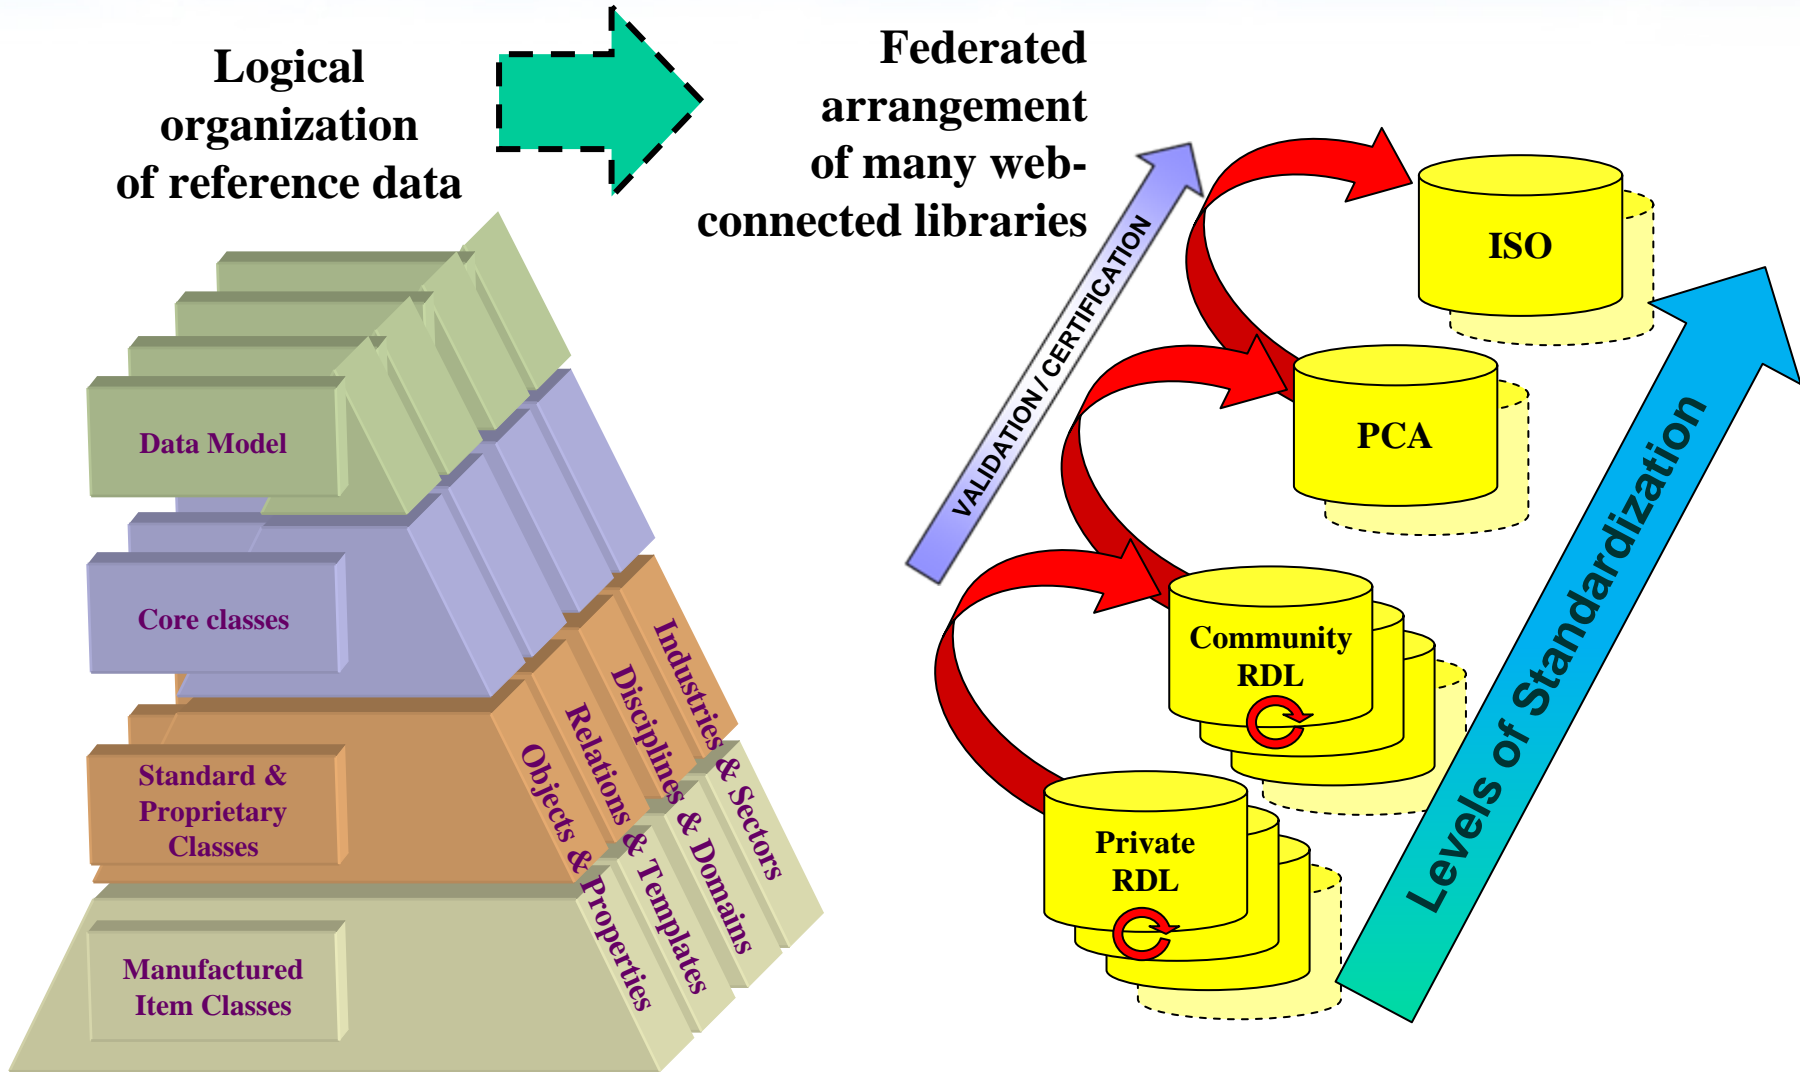 Logical
organization
of reference data
Federated
arrangement
of many web-
connected libraries
Data Model
Core classes
Standard &
Proprietary
Classes
Manufactured
Item Classes
Objects & Properties
Relations & Templates
Disciplines & Domains
Industries & Sectors
VALIDATION / CERTIFICATION
ISO
PCA
Community
RDL
Private
RDL
Levels of Standardization